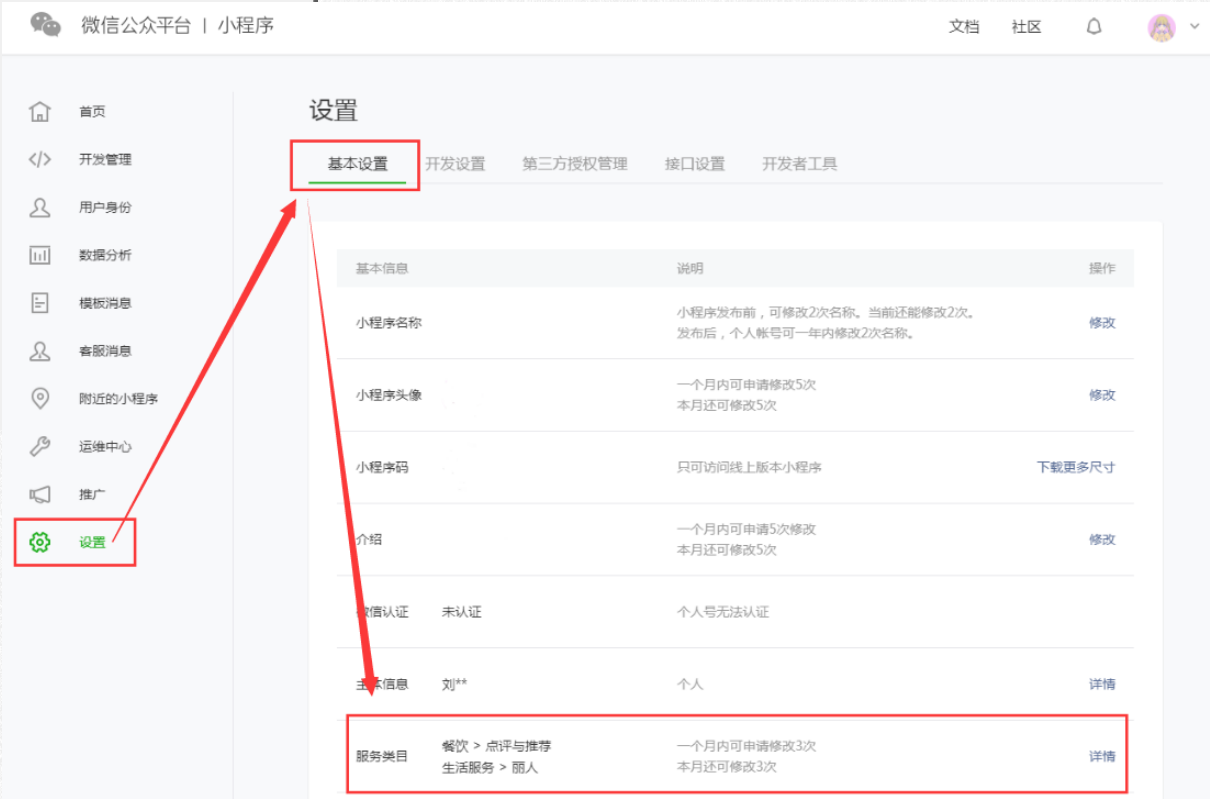 微信公众平台 | 小程序
文档 社区
首页
开发管理
用户身份
数据分析
模板消息
客服消息
附近的小程序
运维中心
推广
设置
设置
基本设置 开发设置 第三方授权管理 接口设置 开发者工具
基本信息 说明 操作
小程序名称 小程序发布前，可修改2次名称。当前还能修改2次。 修改
发布后，个人帐号可一年内修改2次名称。
小程序头像 一个月内可申请修改5次 修改
本月还可修改5次
小程序码 只可访问线上版本小程序 下载更多尺寸
介绍 一个月内可申请5次修改 修改
本月还可修改5次
微信认证 未认证 个人号无法认证
主体信息 刘** 个人 详情
服务类目 餐饮 > 点评与推荐 一个月内可申请修改3次 详情
生活服务 > 丽人 本月还可修改3次